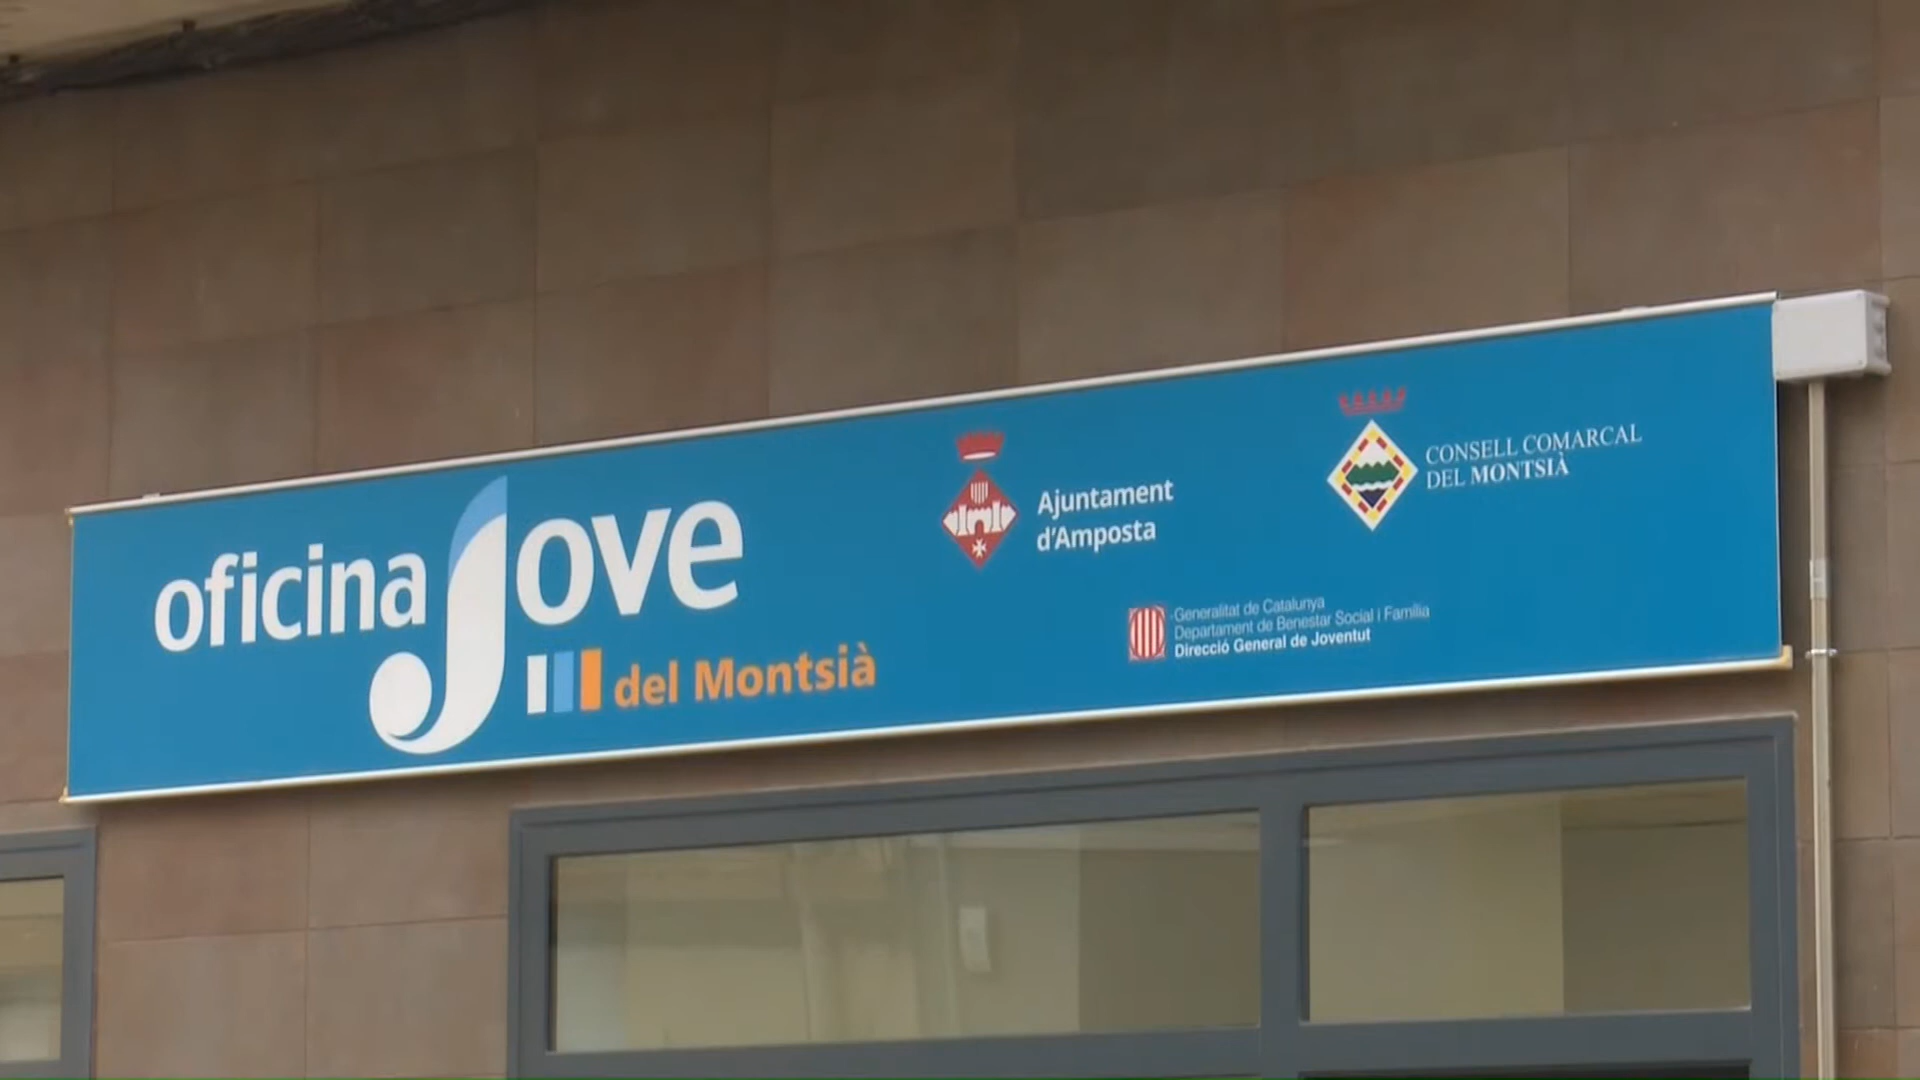 oficina Jove
del Montsià
Ajuntament
d'Amposta
CONSELL COMARCAL
DEL MONTSIÀ
Generalitat de Catalunya
Departament de Benestar Social i Família
Direcció General de Joventut